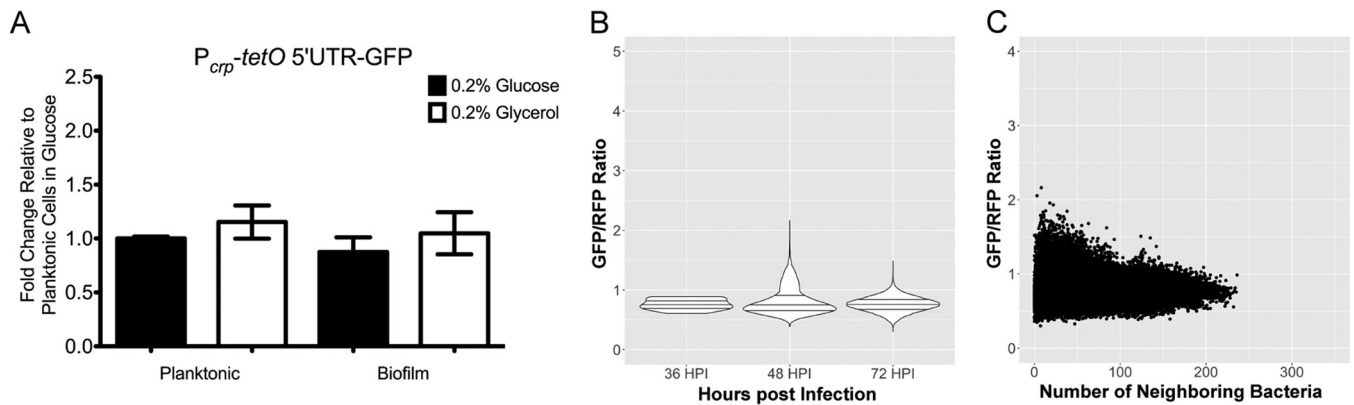 A
P crp-tetO 5'UTR-GFP
0.2% Glucose
0.2% Glycerol
Fold Change Relative to
Planktonic Cells in Glucose
2.5
2.0
1.5
1.0
0.5
0.0
Planktonic
Biofilm
B
GFP/RFP Ratio
5
4
3
2
1
0
36 HPI
48 HPI
72 HPI
Hours post Infection
C
GFP/RFP Ratio
4
3
2
1
0
0
100
200
300
Number of Neighboring Bacteria